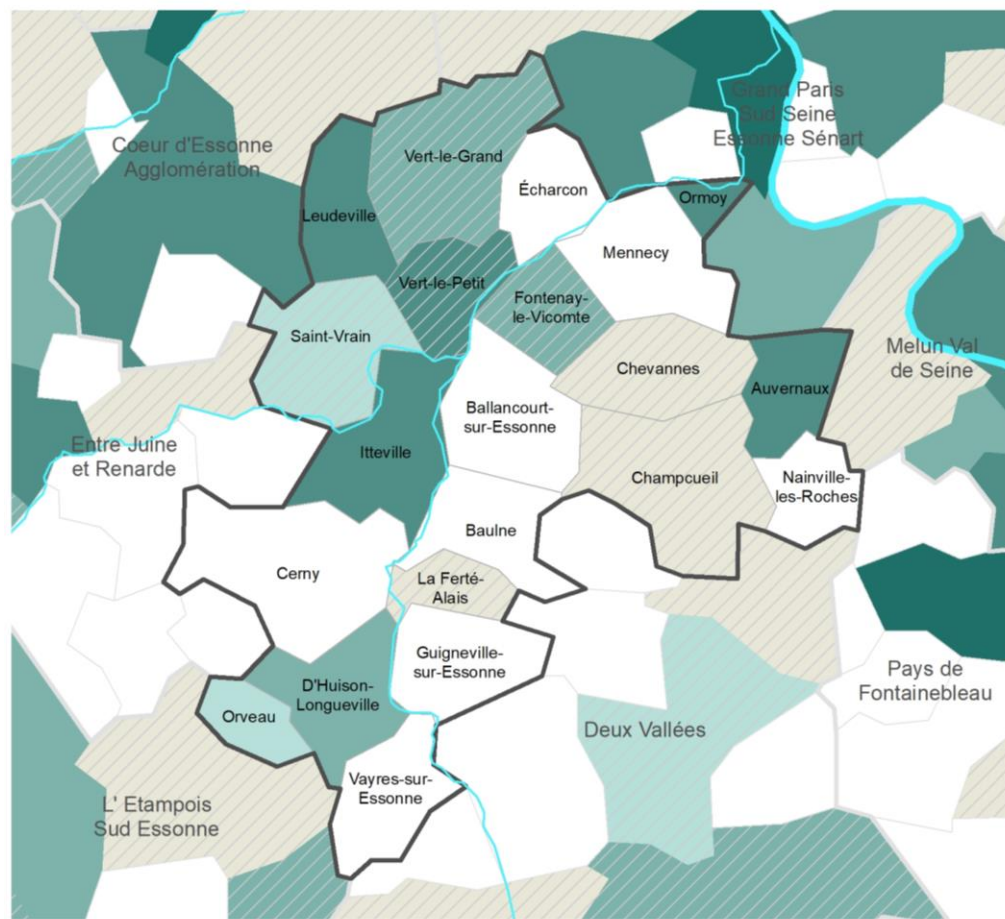 Grand Paris
Sud Seine
Essonne Sénart
Coeur d'Essonne
Agglomération
Vert-le-Grand
Écharcon
Ormoy
Leudeville
Mennecy
Vert-le-Petit
Fontenay-
le-Vicomte
Saint-Vrain
Chevannes
Melun Val
de Seine
Auvernaux
Ballancourt-
sur-Essonne
Entre Juine
et Renarde
Itteville
Champcueil
Nainville-
les-Roches
Baulne
Cerny
La Ferté-
Alais
Guigneville-
sur-Essonne
Pays de
Fontainebleau
D'Huison-
Longueville
Orveau
Deux Vallées
Vayres-sur-
Essonne
L' Etampois
Sud Essonne